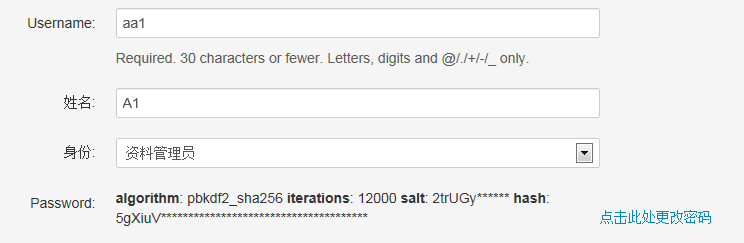 Username: aa1
Required. 30 characters or fewer. Letters, digits and @/./+/-/_ only.
姓名: A1
身份: 资料管理员
Password: algorithm: pbkdf2_sha256 iterations: 12000 salt: 2trUGy****** hash:
5gXiuV************************************** 点击此处更改密码